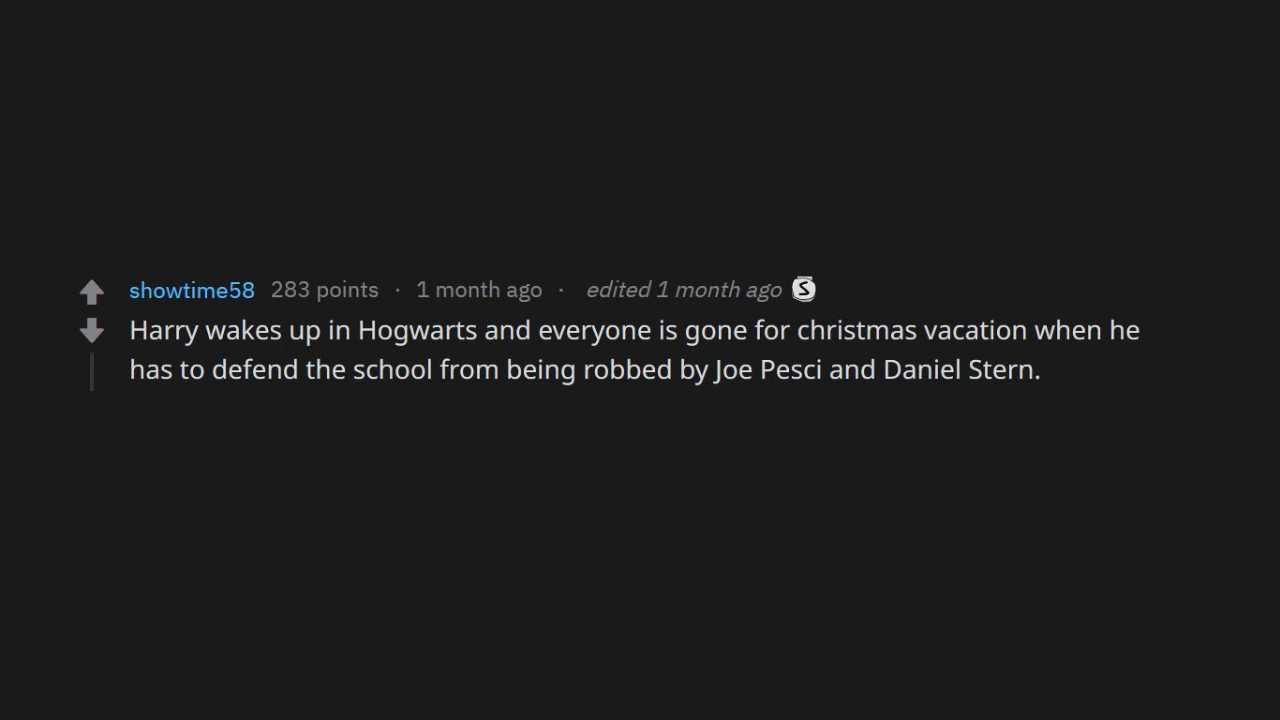 showtime58 283 points · 1 month ago · edited 1 month ago S
Harry wakes up in Hogwarts and everyone is gone for christmas vacation when he
has to defend the school from being robbed by Joe Pesci and Daniel Stern.